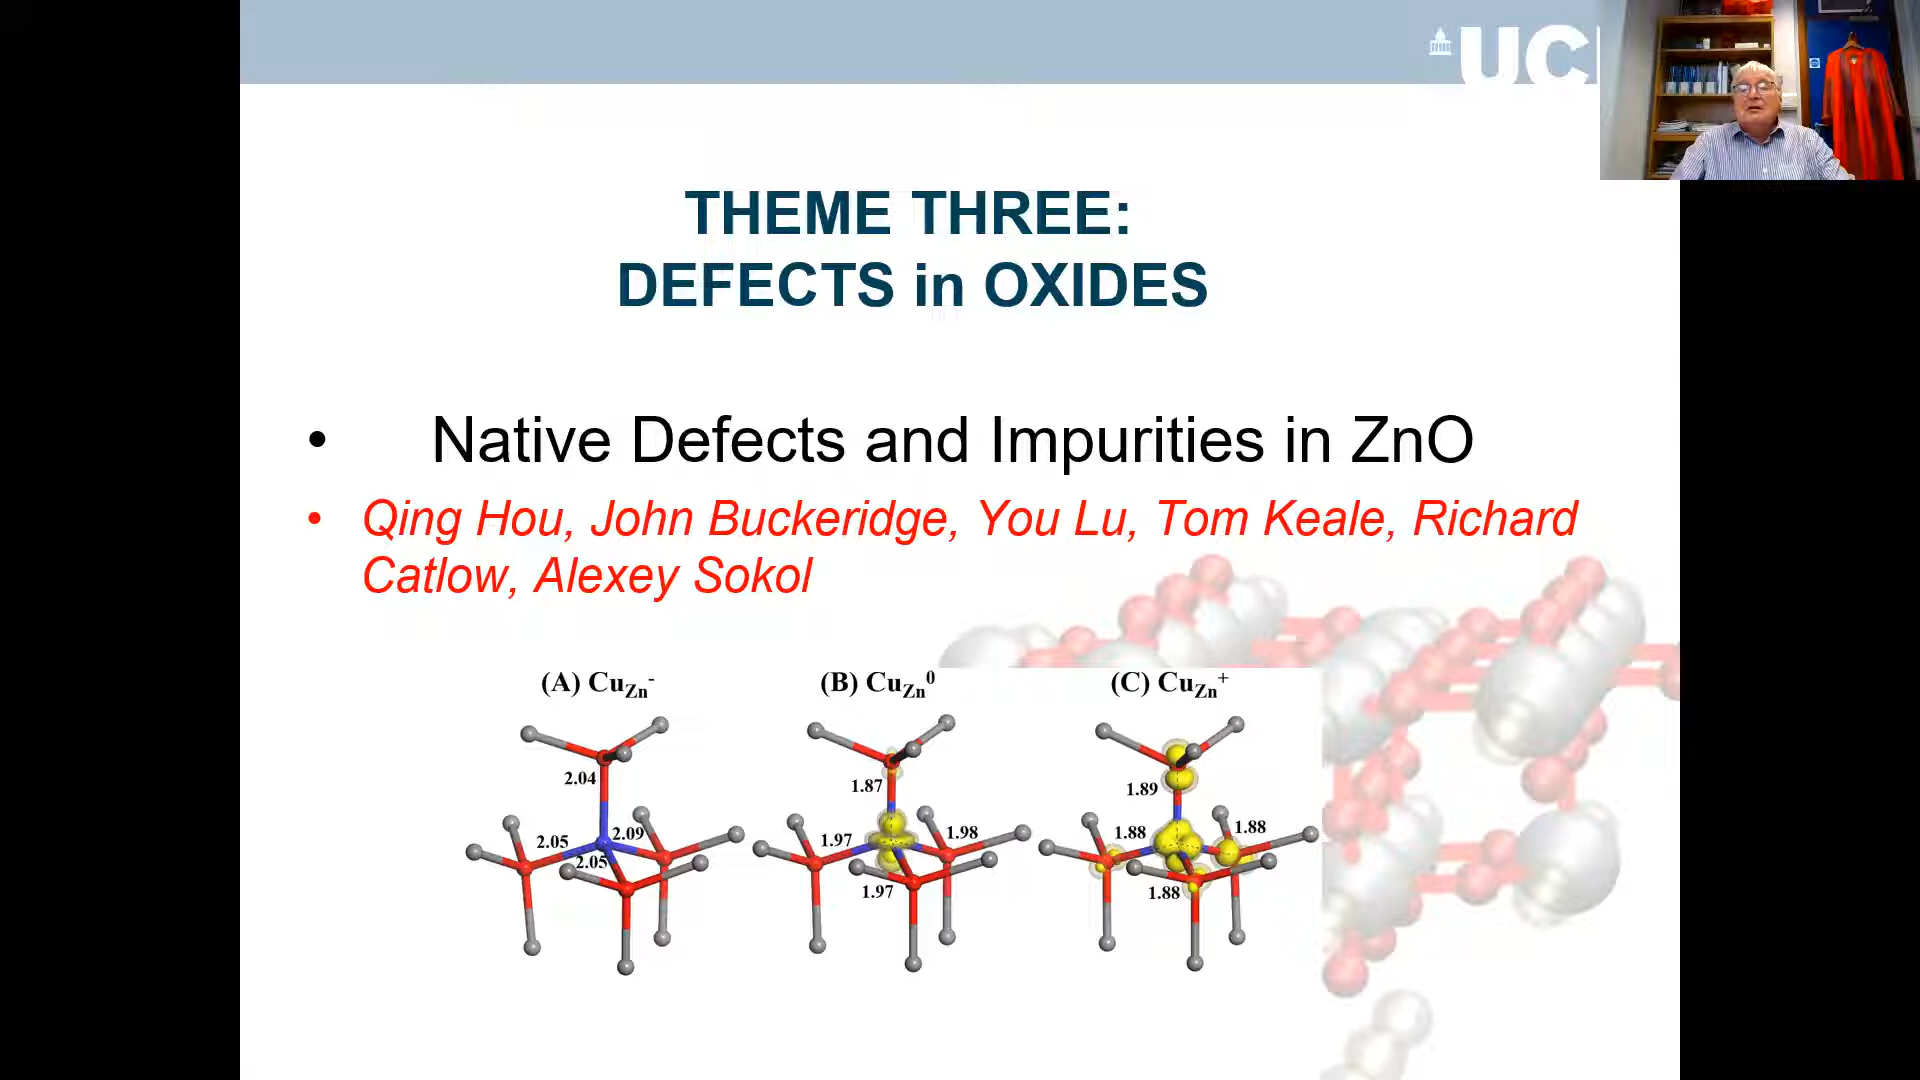 UCL
THEME THREE:
DEFECTS in OXIDES
• Native Defects and Impurities in ZnO
• Qing Hou, John Buckeridge, You Lu, Tom Keale, Richard
Catlow, Alexey Sokol
(A) CuZn-
(B) CuZn0
(C) CuZn+
2.04
2.05
2.09
2.05
1.87
1.97
1.98
1.97
1.89
1.88
1.88
1.88